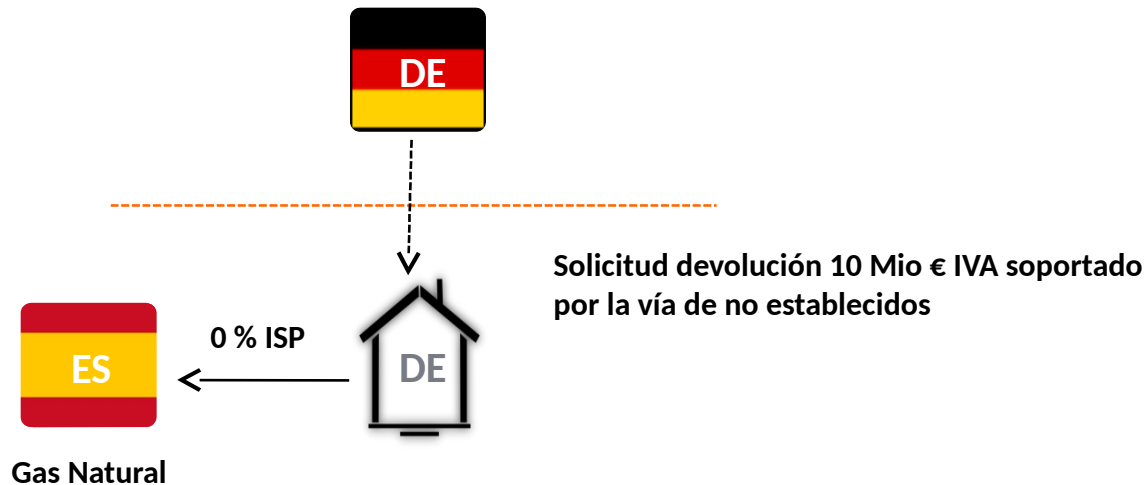 DE
Solicitud devolución 10 Mio € IVA soportado
por la vía de no establecidos
0 % ISP
ES
DE
Gas Natural